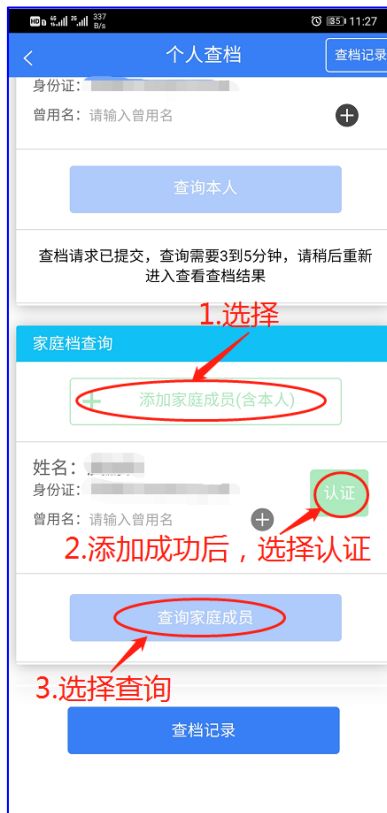 HD 4G 2G 337 B/s 35 11:27
个人查档 查档记录
身份证：
曾用名：请输入曾用名
查询本人
查档请求已提交，查询需要3到5分钟，请稍后重新
进入查看查档结果
1.选择
家庭档查询
+ 添加家庭成员(含本人)
姓名：
身份证：
认证
曾用名：请输入曾用名
2.添加成功后，选择认证
查询家庭成员
3.选择查询
查档记录